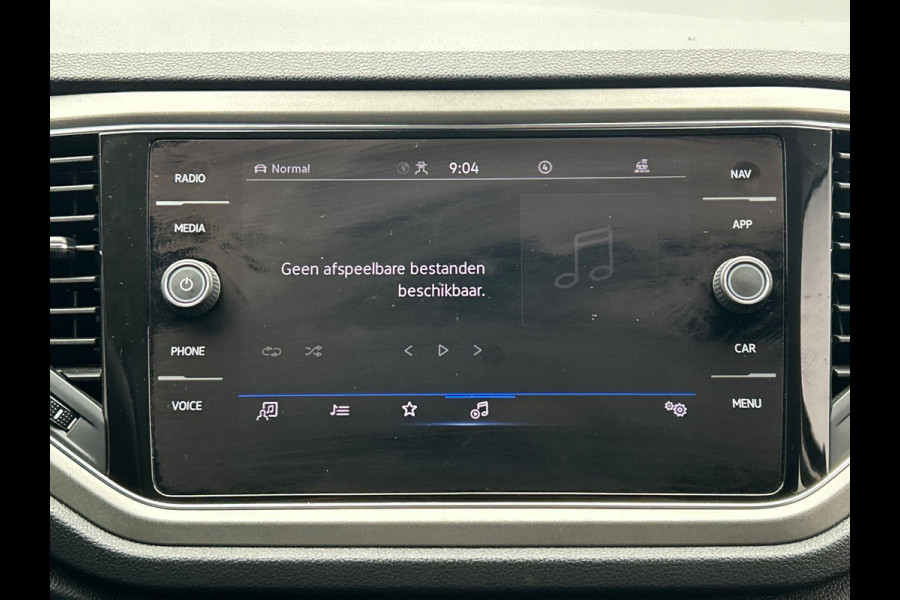 RADIO
MEDIA
PHONE
VOICE
Normal
9:04
Geen afspeelbare bestanden
beschikbaar.
NAV
APP
CAR
MENU